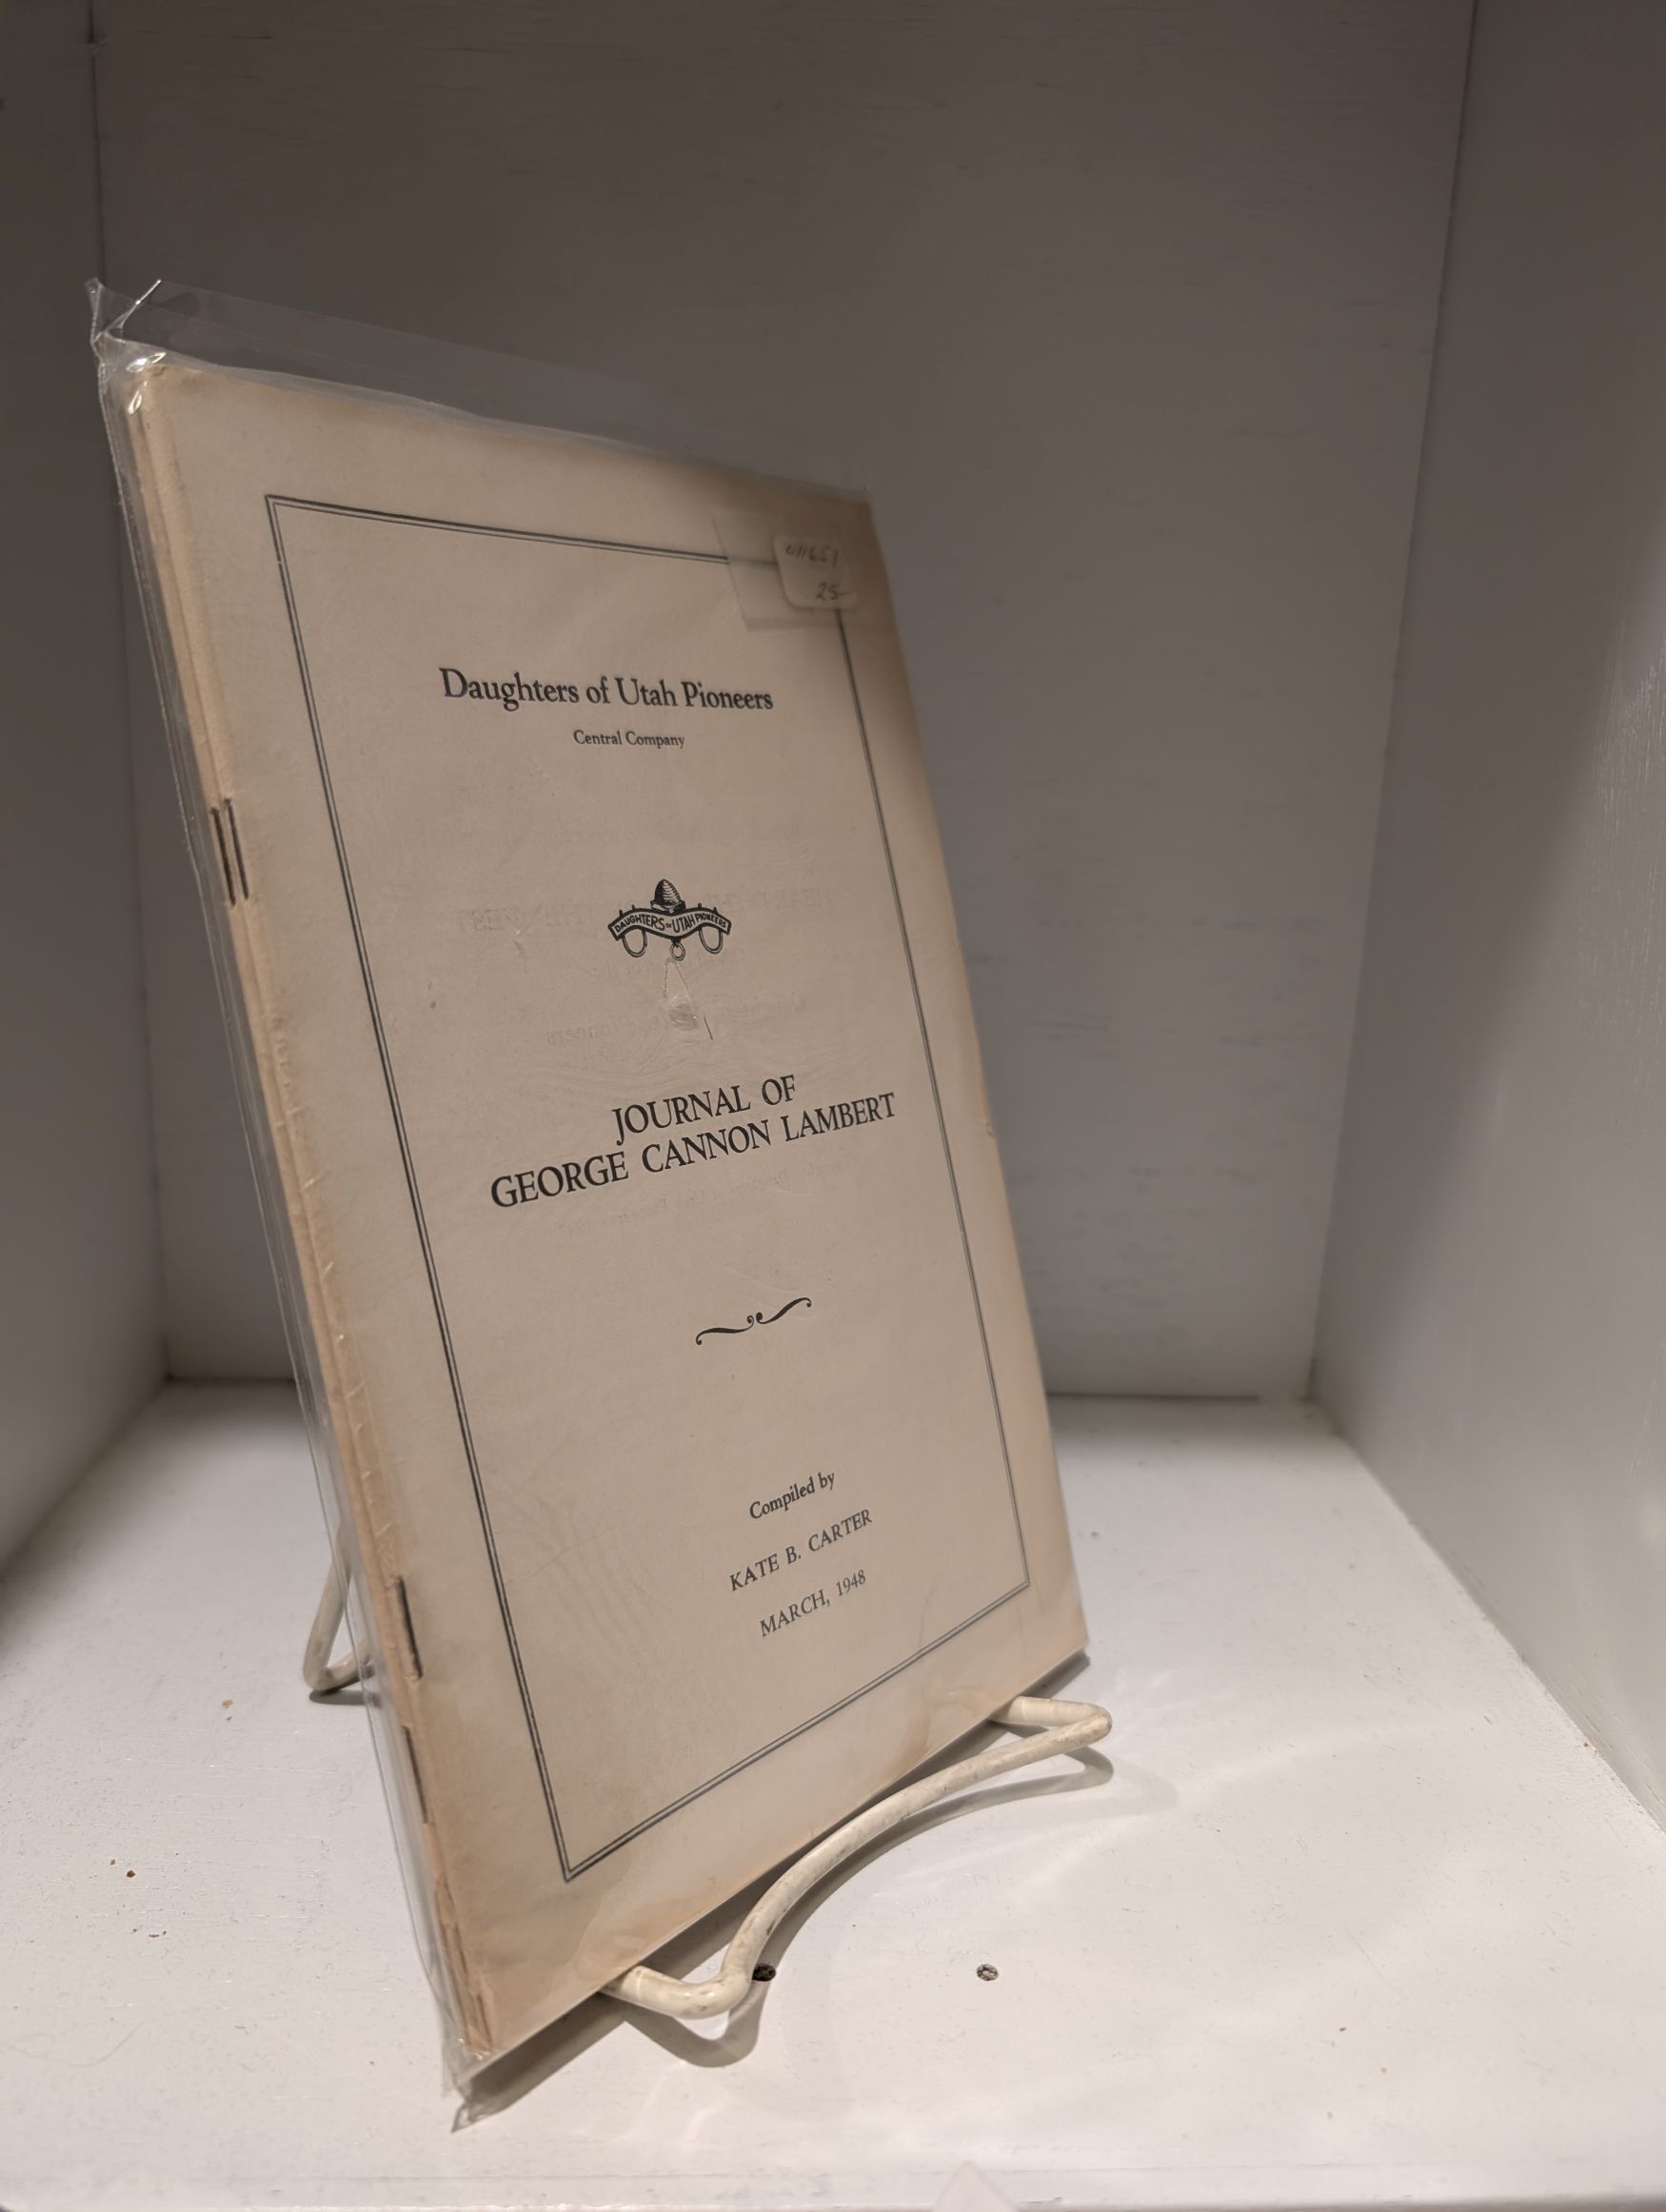 25-
Daughters of Utah Pioneers
Central Company
DAUGHTERS OF UTAH PIONEERS
JOURNAL OF
GEORGE CANNON LAMBERT
Compiled by
KATE B. CARTER
MARCH, 1948